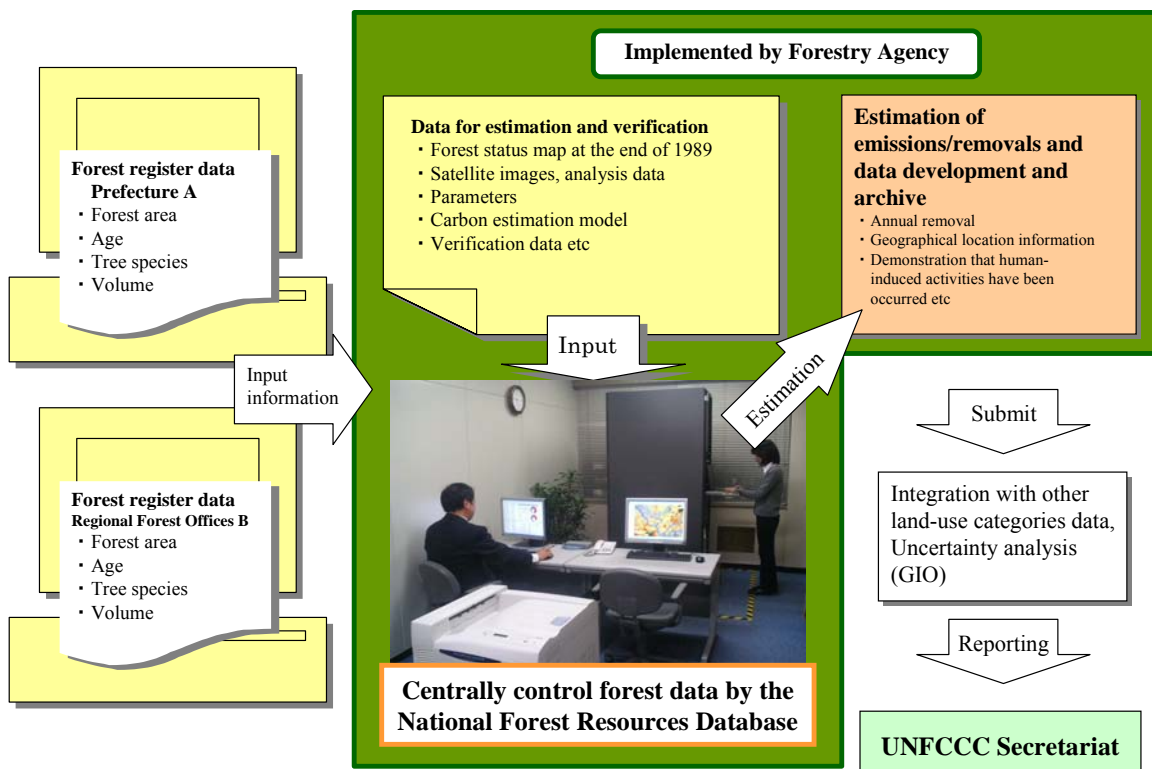 Implemented by Forestry Agency
Forest register data
Prefecture A
・Forest area
・Age
・Tree species
・Volume
Forest register data
Regional Forest Offices B
・Forest area
・Age
・Tree species
・Volume
Input
information
Data for estimation and verification
・Forest status map at the end of 1989
・Satellite images, analysis data
・Parameters
・Carbon estimation model
・Verification data etc
Input
Centrally control forest data by the
National Forest Resources Database
Estimation
Estimation of
emissions/removals and
data development and
archive
・Annual removal
・Geographical location information
・Demonstration that human-
induced activities have been
occurred etc
Submit
Integration with other
land-use categories data,
Uncertainty analysis
(GIO)
Reporting
UNFCCC Secretariat